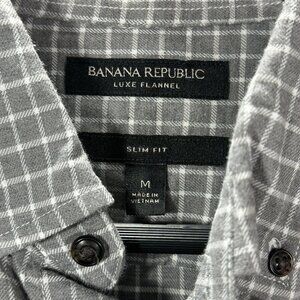 BANANA REPUBLIC
LUXE FLANNEL
SLIM FIT
M
MADE IN
VIETNAM